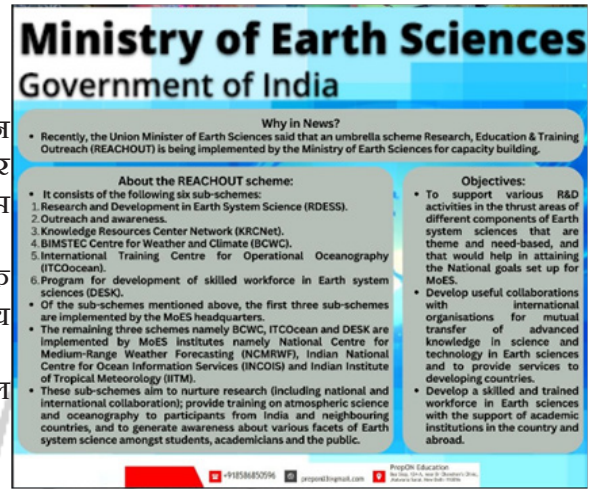 Ministry of Earth Sciences
Government of India
Why in News?
• Recently, the Union Minister of Earth Sciences said that an umbrella scheme Research, Education & Training
Outreach (REACHOUT) is being implemented by the Ministry of Earth Sciences for capacity building.
About the REACHOUT scheme:
• It consists of the following six sub-schemes:
1. Research and Development in Earth System Science (RDESS).
2. Outreach and awareness.
3. Knowledge Resources Center Network (KRCNet).
4. BIMSTEC Centre for Weather and Climate (BCWC).
5. International Training Centre for Operational Oceanography
(ITCOocean).
6. Program for development of skilled workforce in Earth system
sciences (DESK).
• Of the sub-schemes mentioned above, the first three sub-schemes
are implemented by the MoES headquarters.
• The remaining three schemes namely BCWC, ITCOcean and DESK are
implemented by MoES institutes namely National Centre for
Medium-Range Weather Forecasting (NCMRWF), Indian National
Centre for Ocean Information Services (INCOIS) and Indian Institute
of Tropical Meteorology (IITM).
• These sub-schemes aim to nurture research (including national and
international collaboration); provide training on atmospheric science
and oceanography to participants from India and neighbouring
countries, and to generate awareness about various facets of Earth
system science amongst students, academicians and the public.
Objectives:
• To support various R&D
activities in the thrust areas of
different components of Earth
system sciences that are
theme and need-based, and
that would help in attaining
the National goals set up for
MoES.
• Develop useful collaborations
with international
organisations for mutual
transfer of advanced
knowledge in science and
technology in Earth sciences
and to provide services to
developing countries.
• Develop a skilled and trained
workforce in Earth sciences
with the support of academic
institutions in the country and
abroad.
+918586850596
PrepON Education